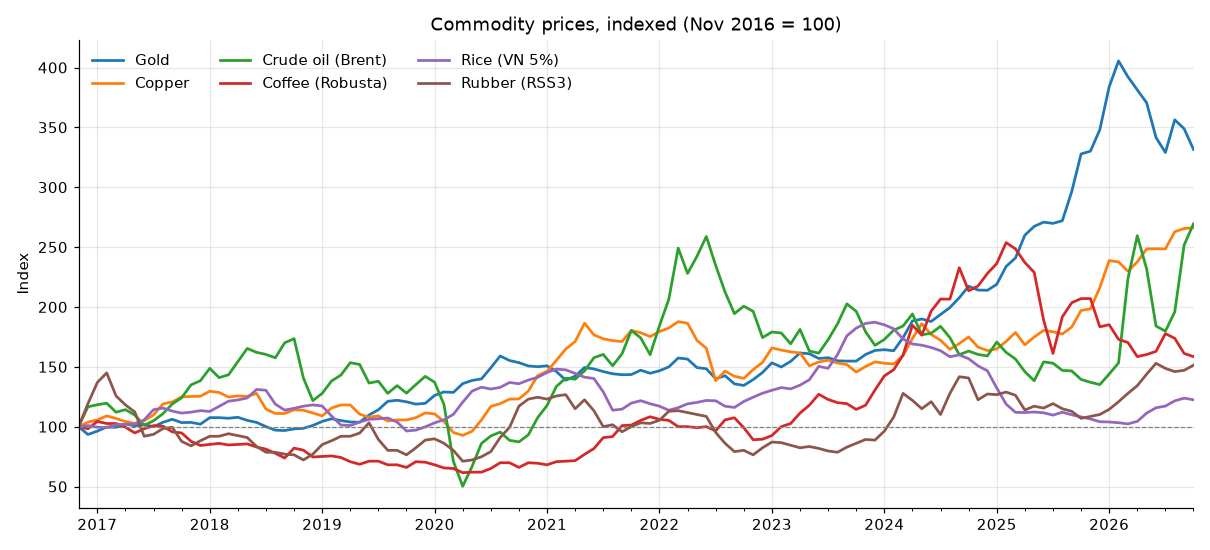 Commodity prices, indexed (Nov 2016 = 100)
Gold
Copper
Crude oil (Brent)
Coffee (Robusta)
Rice (VN 5%)
Rubber (RSS3)
Index
400
350
300
250
200
150
100
50
2017 2018 2019 2020 2021 2022 2023 2024 2025 2026